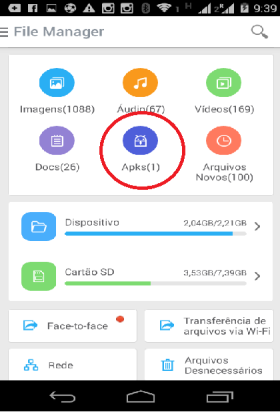 9:39
File Manager
Imagens(1088)
Áudio(67)
Vídeos(169)
Docs(26)
Apks(1)
Arquivos
Novos(100)
Dispositivo
2,04GB/2,21GB
Cartão SD
3,53GB/7,39GB
Face-to-face
Transferência de
arquivos via Wi-Fi
Rede
Arquivos
Desnecessários